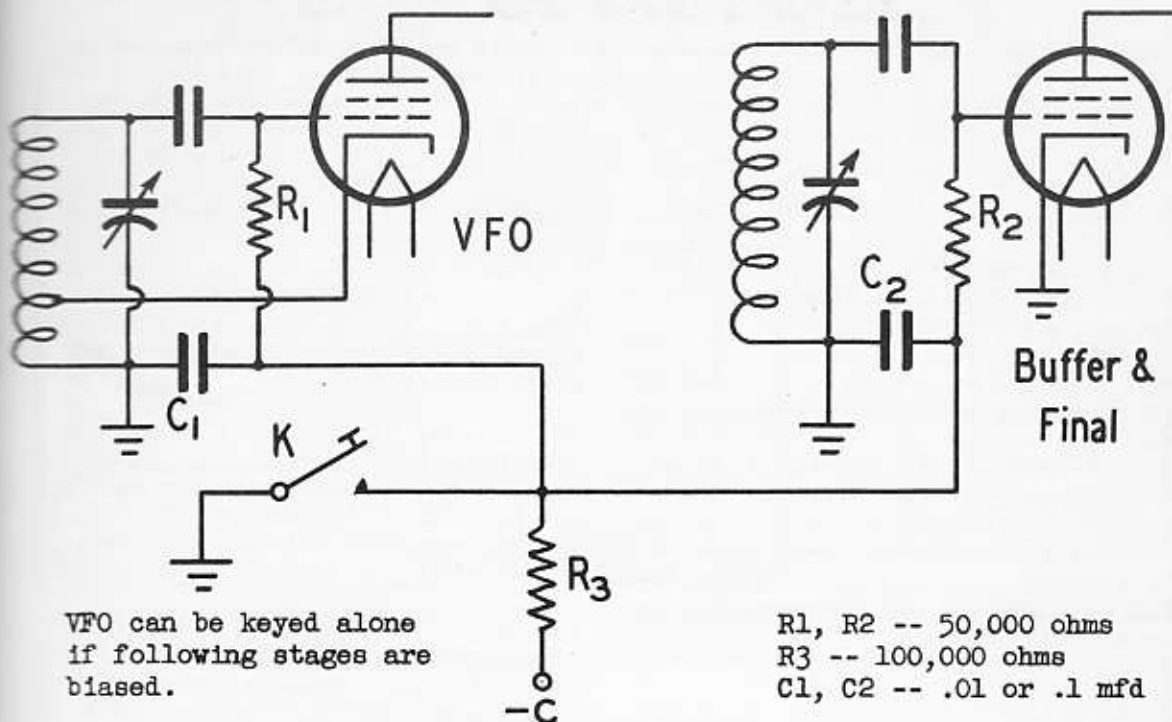 R1
VFO
R2
C2
Buffer &
Final
C1
K
R3
VFO can be keyed alone
if following stages are
biased.
R1, R2 -- 50,000 ohms
R3 -- 100,000 ohms
C1, C2 -- .01 or .1 mfd
-C